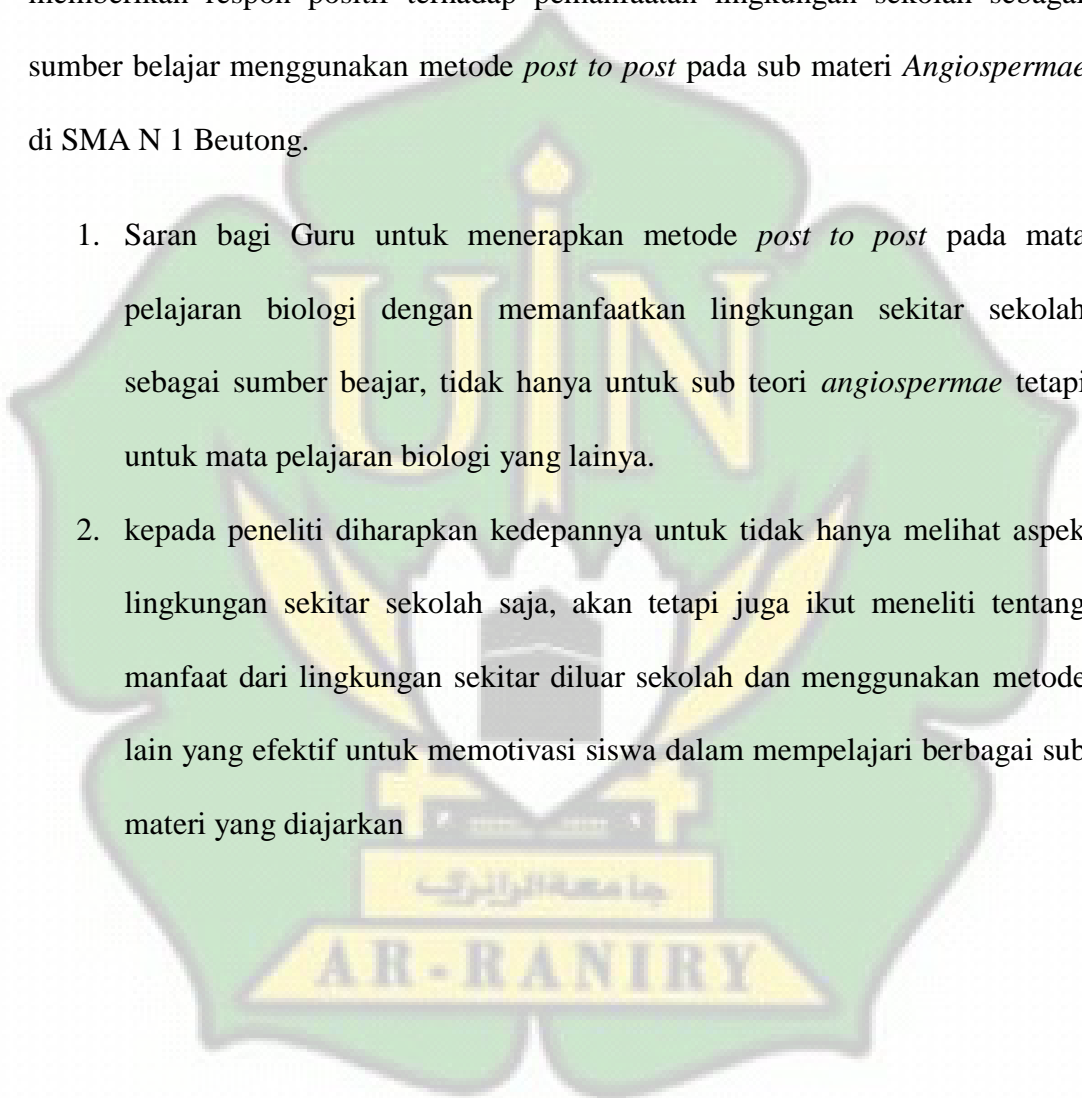 memberikan respon positif terhadap pemanfaatan lingkungan sekolah sebagai
sumber belajar menggunakan metode post to post pada sub materi Angiospermae
di SMA N 1 Beutong.
1. Saran bagi Guru untuk menerapkan metode post to post pada mata
pelajaran biologi dengan memanfaatkan lingkungan sekitar sekolah
sebagai sumber beajar, tidak hanya untuk sub teori angiospermae tetapi
untuk mata pelajaran biologi yang lainya.
2. kepada peneliti diharapkan kedepannya untuk tidak hanya melihat aspek
lingkungan sekitar sekolah saja, akan tetapi juga ikut meneliti tentang
manfaat dari lingkungan sekitar diluar sekolah dan menggunakan metode
lain yang efektif untuk memotivasi siswa dalam mempelajari berbagai sub
materi yang diajarkan
UIN
جامعة الرانري
AR-RANIRY